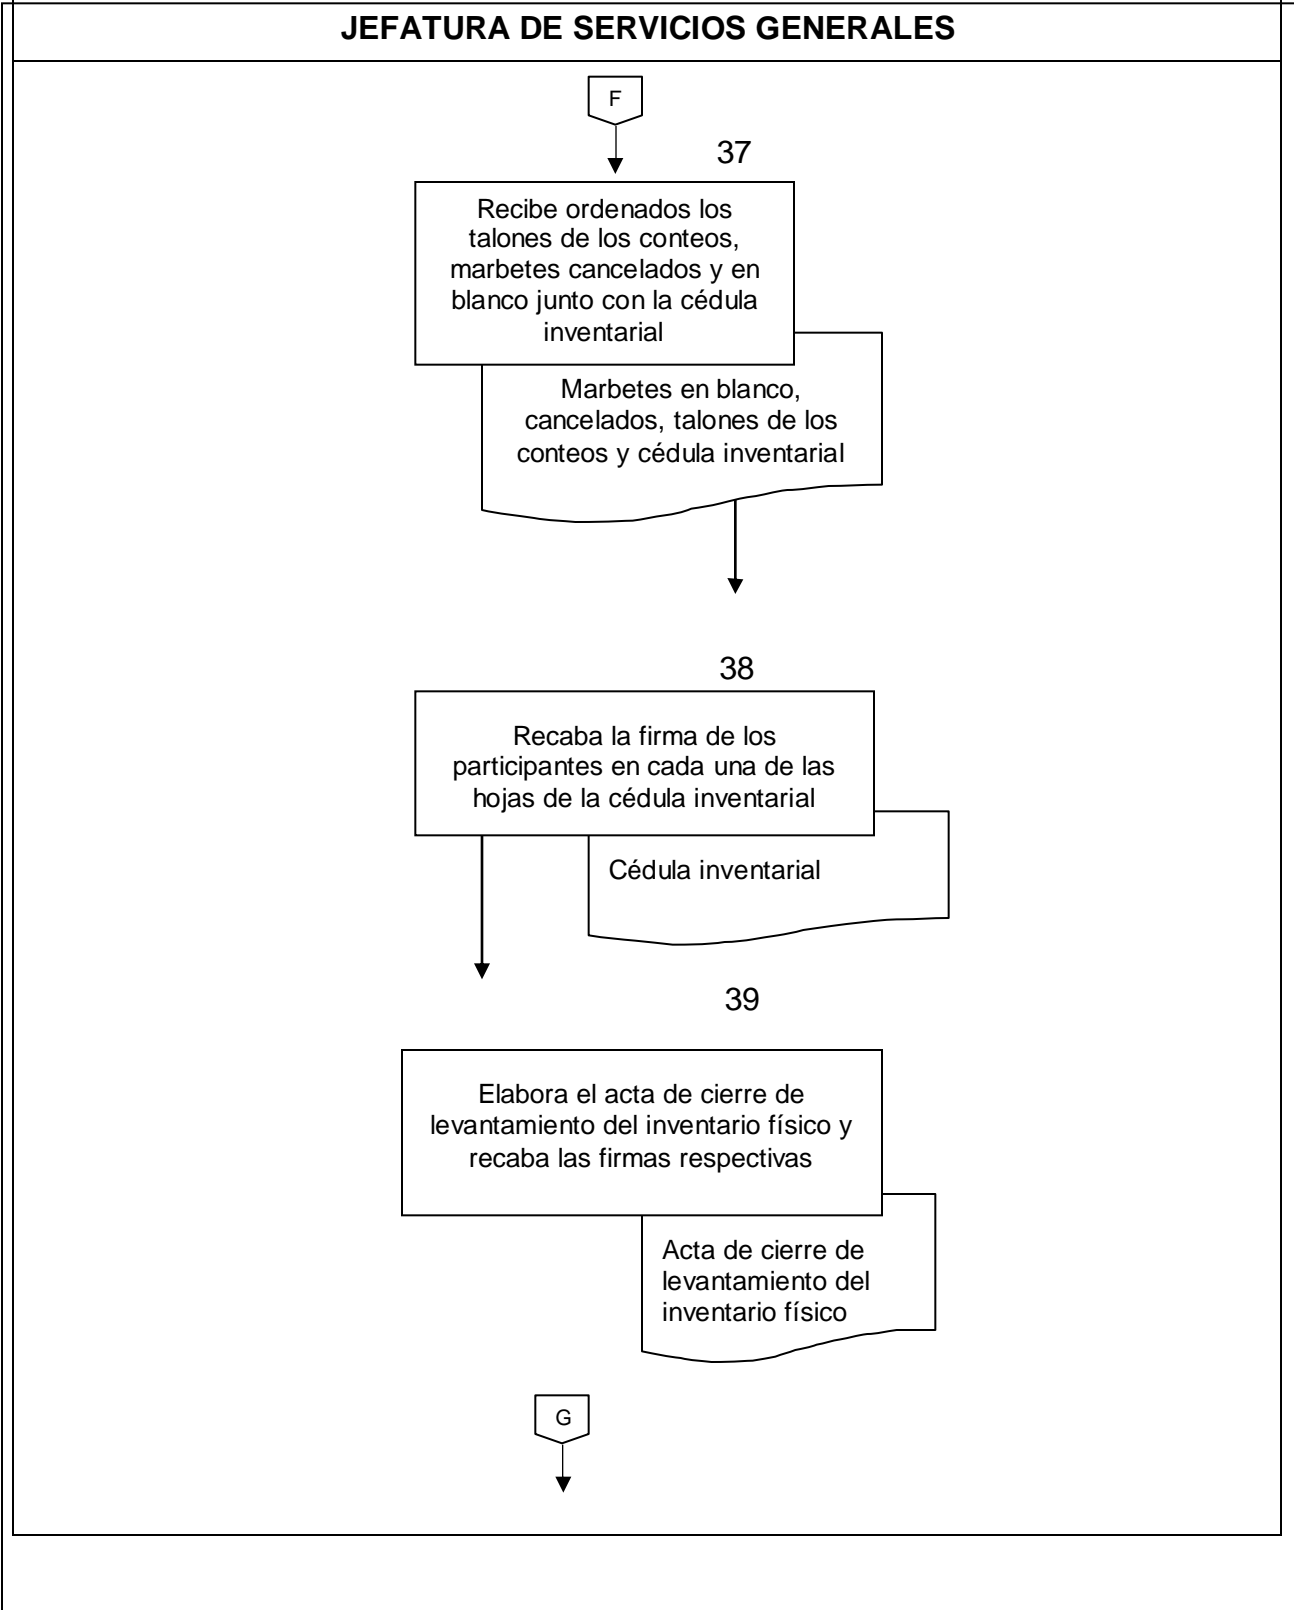 JEFATURA DE SERVICIOS GENERALES
F
37
Recibe ordenados los
talones de los conteos,
marbetes cancelados y en
blanco junto con la cédula
inventarial
Marbetes en blanco,
cancelados, talones de los
conteos y cédula inventarial
38
Recaba la firma de los
participantes en cada una de las
hojas de la cédula inventarial
Cédula inventarial
39
Elabora el acta de cierre de
levantamiento del inventario físico y
recaba las firmas respectivas
Acta de cierre de
levantamiento del
inventario físico
G